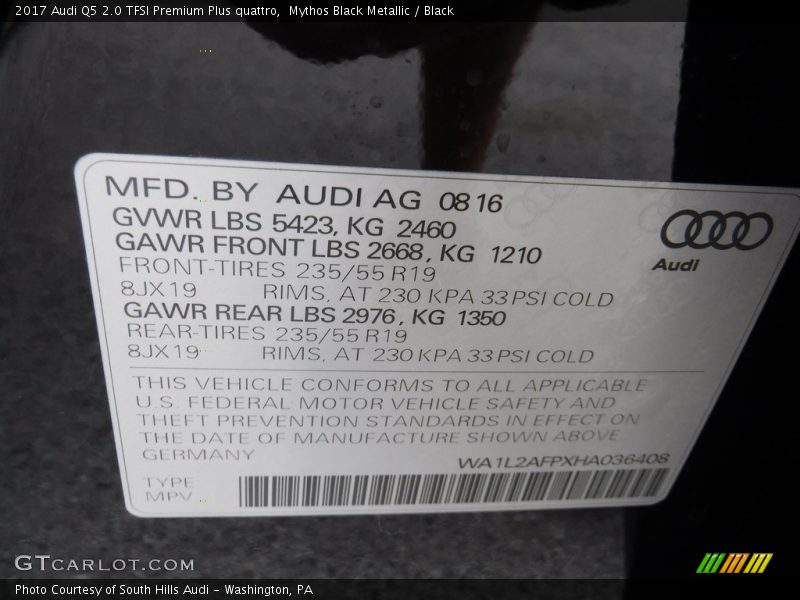 2017 Audi Q5 2.0 TFSI Premium Plus quattro, Mythos Black Metallic / Black
MFD. BY AUDI AG 0816
GVWR LBS 5423, KG 2460
GAWR FRONT LBS 2668, KG 1210
FRONT-TIRES 235/55 R19
8JX19 RIMS, AT 230 KPA 33 PSI COLD
GAWR REAR LBS 2976, KG 1350
REAR-TIRES 235/55 R19
8JX19 RIMS, AT 230 KPA 33 PSI COLD
Audi
THIS VEHICLE CONFORMS TO ALL APPLICABLE
U.S. FEDERAL MOTOR VEHICLE SAFETY AND
THEFT PREVENTION STANDARDS IN EFFECT ON
THE DATE OF MANUFACTURE SHOWN ABOVE
GERMANY WA1L2AFPXHA036408
TYPE
MPV
GTCARLOT.COM
Photo Courtesy of South Hills Audi - Washington, PA